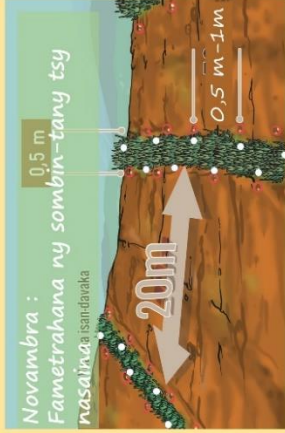 Novambra :
Fametrahana ny sombin-tany tsy
nasaina
a isan-davaka
0,5 m
0,5 m-1m
20m